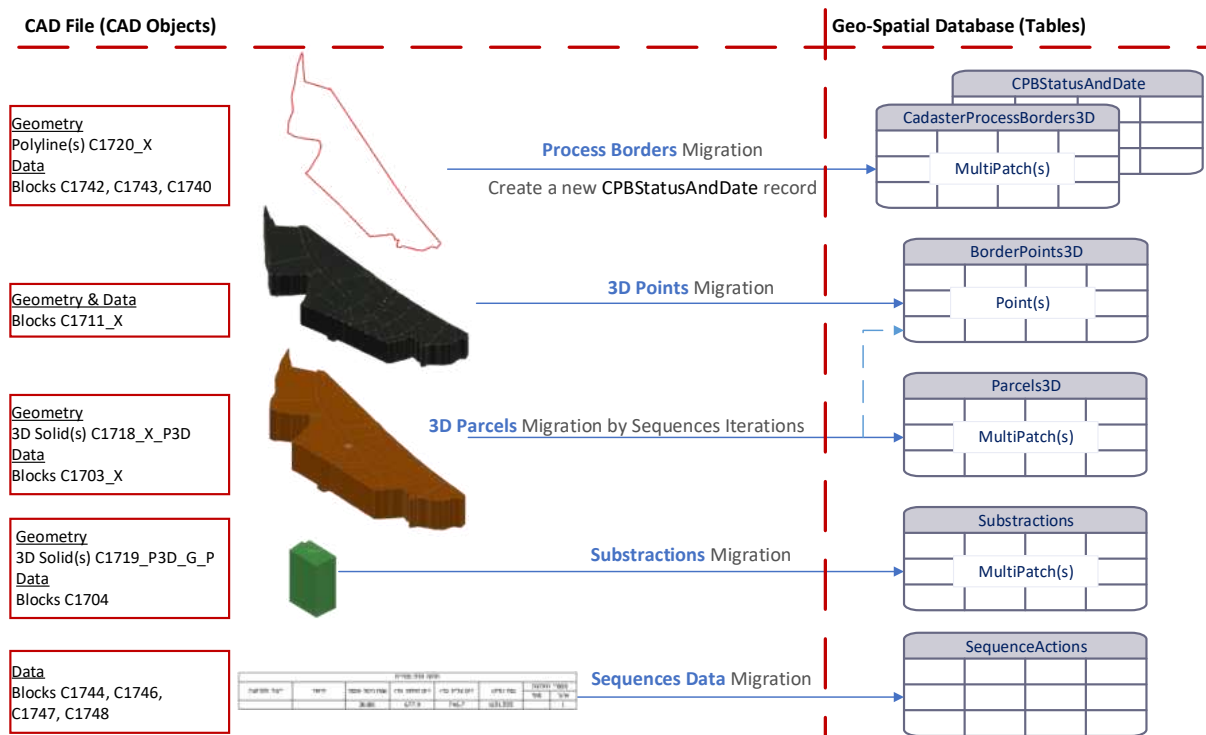 CAD File (CAD Objects)
Geo-Spatial Database (Tables)
Geometry
Polyline(s) C1720_X
Data
Blocks C1742, C1743, C1740
Process Borders Migration
Create a new CPBStatusAndDate record
CPBStatusAndDate
CadasterProcessBorders3D
MultiPatch(s)
Geometry & Data
Blocks C1711_X
3D Points Migration
BorderPoints3D
Point(s)
Geometry
3D Solid(s) C1718_X_P3D
Data
Blocks C1703_X
3D Parcels Migration by Sequences Iterations
Parcels3D
MultiPatch(s)
Geometry
3D Solid(s) C1719_P3D_G_P
Data
Blocks C1704
Substractions Migration
Substractions
MultiPatch(s)
Data
Blocks C1744, C1746,
C1747, C1748
Sequences Data Migration
SequenceActions